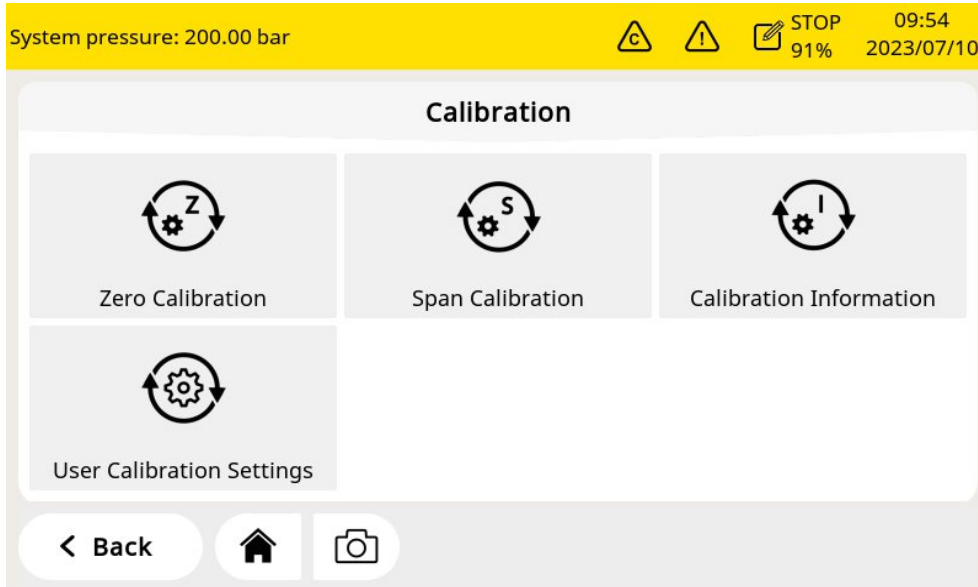 System pressure: 200.00 bar
C
!
STOP
91%
09:54
2023/07/10
Calibration
Z
S
I
Zero Calibration
Span Calibration
Calibration Information
User Calibration Settings
Back